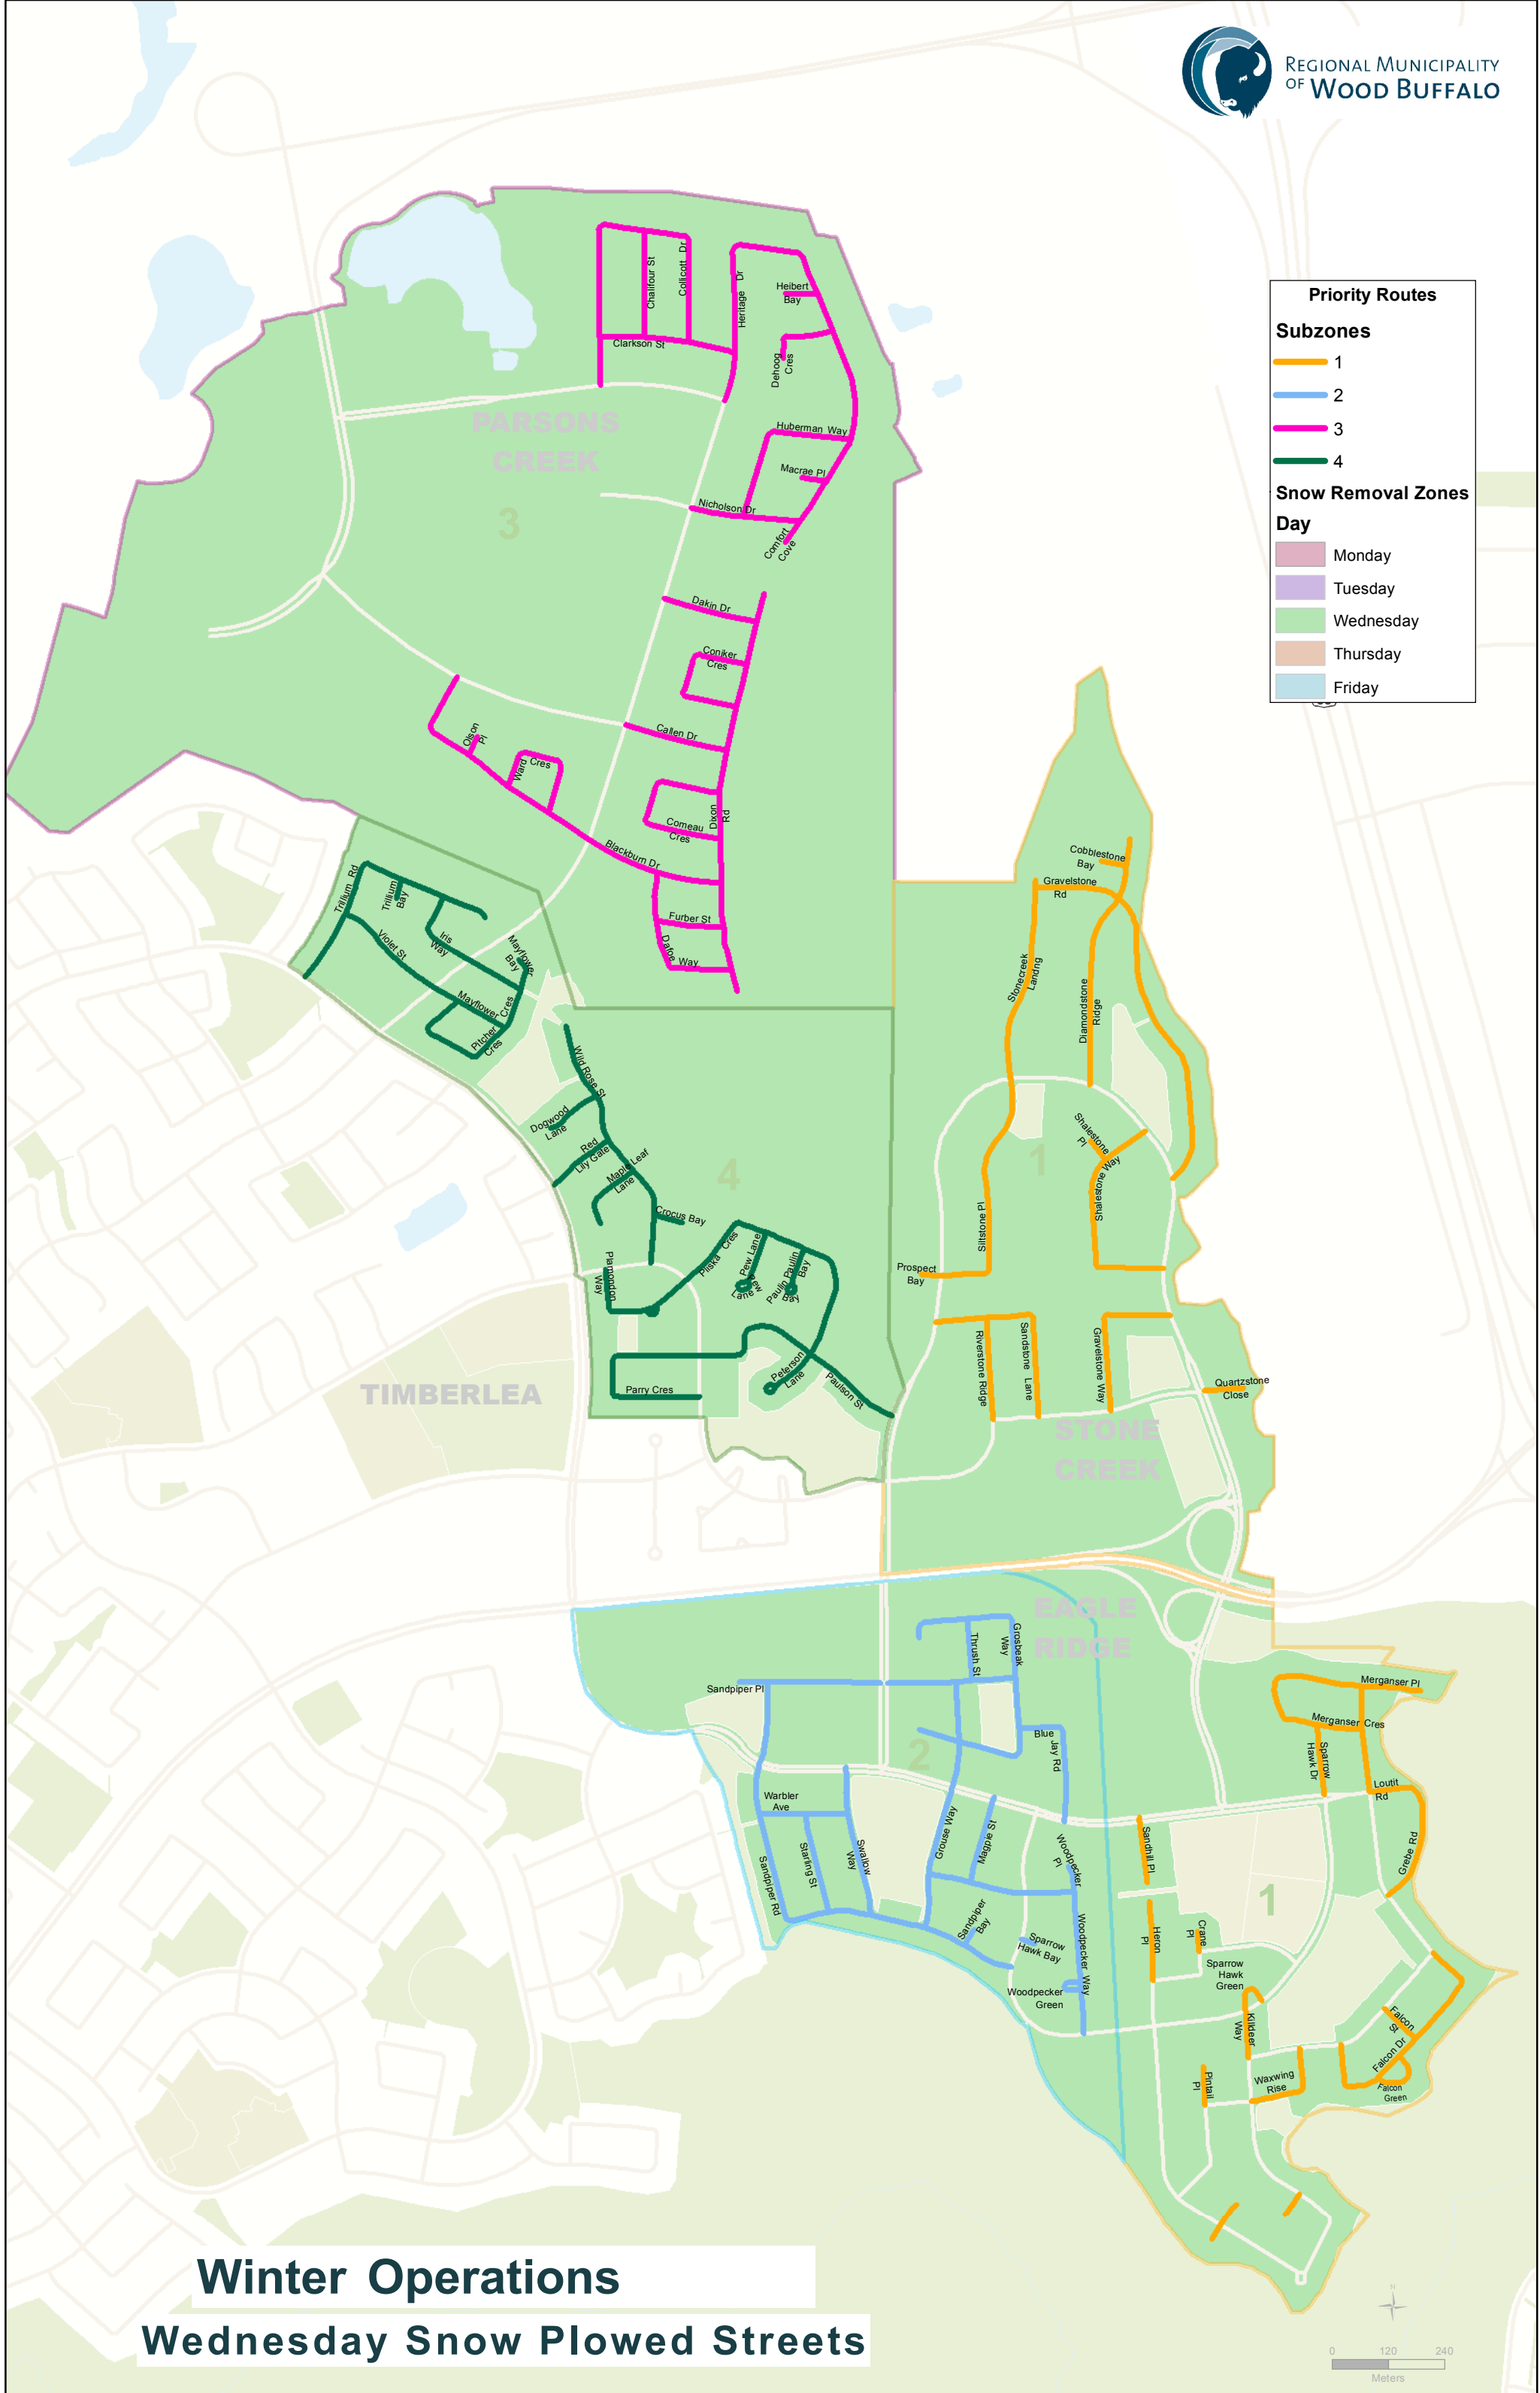 REGIONAL MUNICIPALITY
OF WOOD BUFFALO
Priority Routes
Subzones
1
2
3
4
Snow Removal Zones
Day
Monday
Tuesday
Wednesday
Thursday
Friday
Chalifour St
Collicott Dr
Heritage Dr
Heibert
Bay
Clarkson St
Dehoog
Cres
PARSONS
CREEK
3
Huberman Way
Macrae Pl
Nicholson Dr
Comfort
Cove
Dakin Dr
Coniker
Cres
Callen Dr
Olson
Pl
Ward Cres
Dixon
Rd
Comeau
Cres
Blackburn Dr
Furber St
Dafoe Way
Trillium Rd
Trillium
Bay
Violet St
Iris
Way
Mayflower
Bay
Mayflower
Cres
Pitcher
Cres
Wild Rose St
Dogwood
Lane
Red
Lily Gate
Maple Leaf
Lane
4
Crocus Bay
Plamondon
Way
Pliska Cres
Pew Lane
Pew
Lane
Paulin
Bay
Paulin
Bay
Peterson
Lane
Paulson St
Parry Cres
TIMBERLEA
Cobblestone
Bay
Gravelstone
Rd
Stonecreek
Landng
Diamondstone
Ridge
Shalestone
Pl
1
Shalestone Way
Siltstone Pl
Prospect
Bay
Riverstone Ridge
Sandstone Lane
Gravelstone Way
Quartzstone
Close
STONE
CREEK
EAGLE
RIDGE
Thrush St
Grosbeak
Way
Sandpiper Pl
Blue
Jay Rd
2
Warbler
Ave
Sandpiper Rd
Starling St
Swallow
Way
Grouse Way
Magpie St
Woodpecker
Pl
Sandpiper
Bay
Sparrow
Hawk Bay
Woodpecker Way
Woodpecker
Green
Merganser Pl
Merganser Cres
Sparrow
Hawk Dr
Loutit
Rd
Grebe Rd
Sandhill Pl
1
Heron
Pl
Crane
Pl
Sparrow
Hawk
Green
Kildeer
Way
Falcon
St
Falcon Dr
Falcon
Green
Waxwing
Rise
Pintail
Pl
Winter Operations
Wednesday Snow Plowed Streets
N
0 120 240
Meters